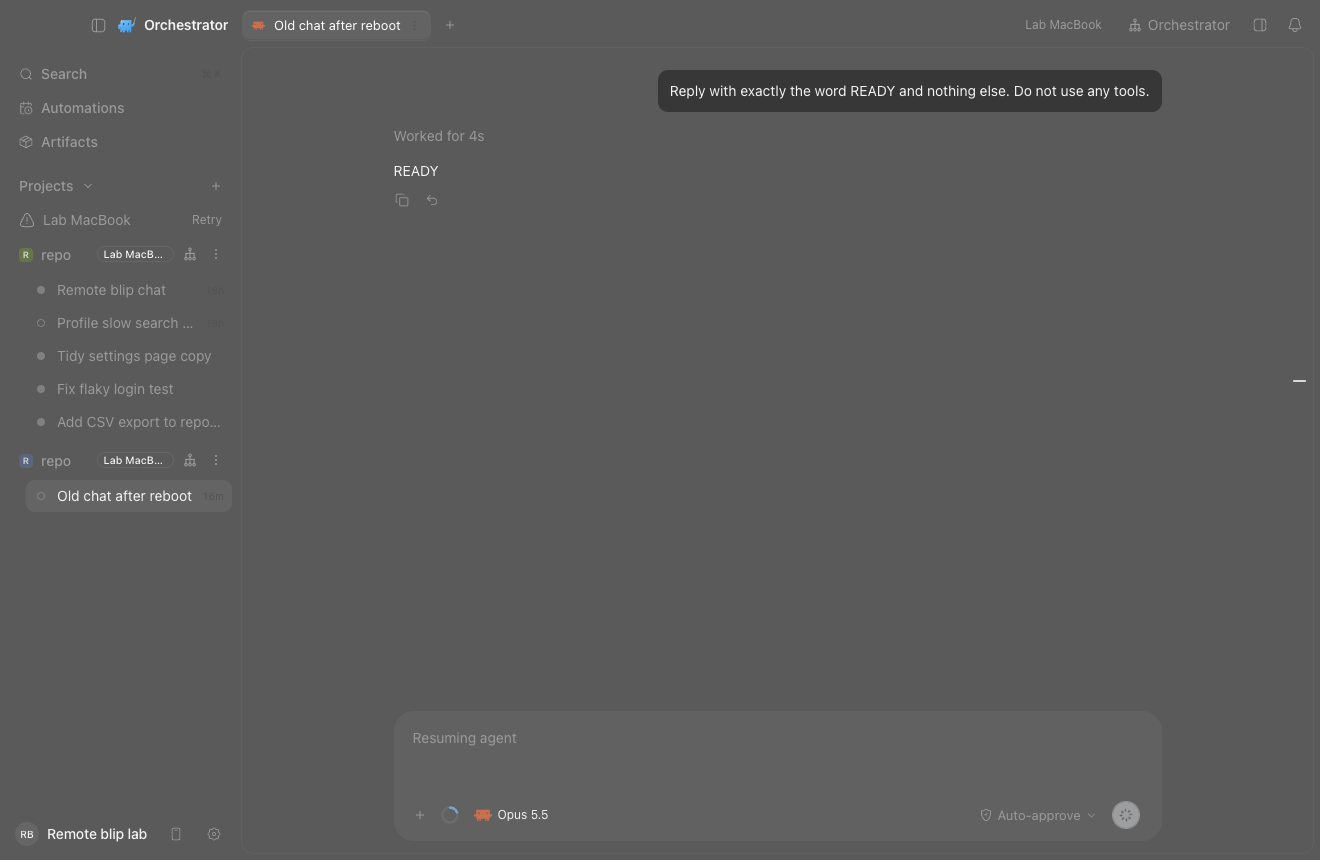 Orchestrator
Old chat after reboot
Lab MacBook
Orchestrator
Search
Automations
Artifacts
Projects
Lab MacBook
Retry
R
repo
Lab MacB...
Remote blip chat
Profile slow search ...
Tidy settings page copy
Fix flaky login test
Add CSV export to repo...
R
repo
Lab MacB...
Old chat after reboot
16m
RB
Remote blip lab
Reply with exactly the word READY and nothing else. Do not use any tools.
Worked for 4s
READY
Resuming agent
Opus 5.5
Auto-approve